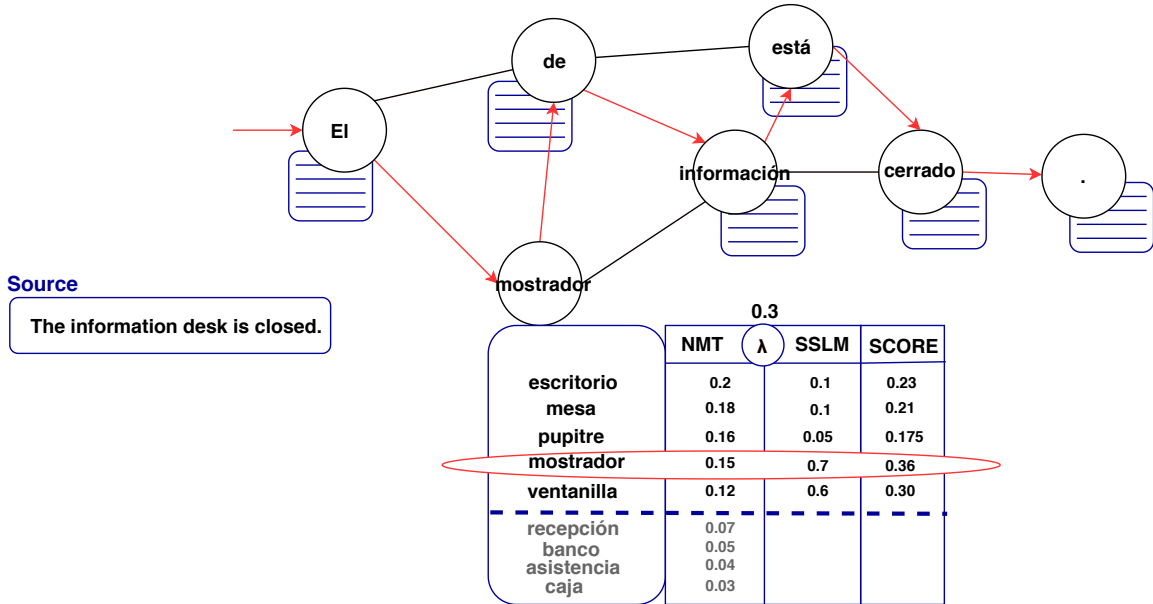 está
de
El
información
cerrado
.
mostrador
Source
The information desk is closed.
0.3
NMT λ SSLM SCORE
escritorio 0.2 0.1 0.23
mesa 0.18 0.1 0.21
pupitre 0.16 0.05 0.175
mostrador 0.15 0.7 0.36
ventanilla 0.12 0.6 0.30
recepción 0.07
banco 0.05
asistencia 0.04
caja 0.03